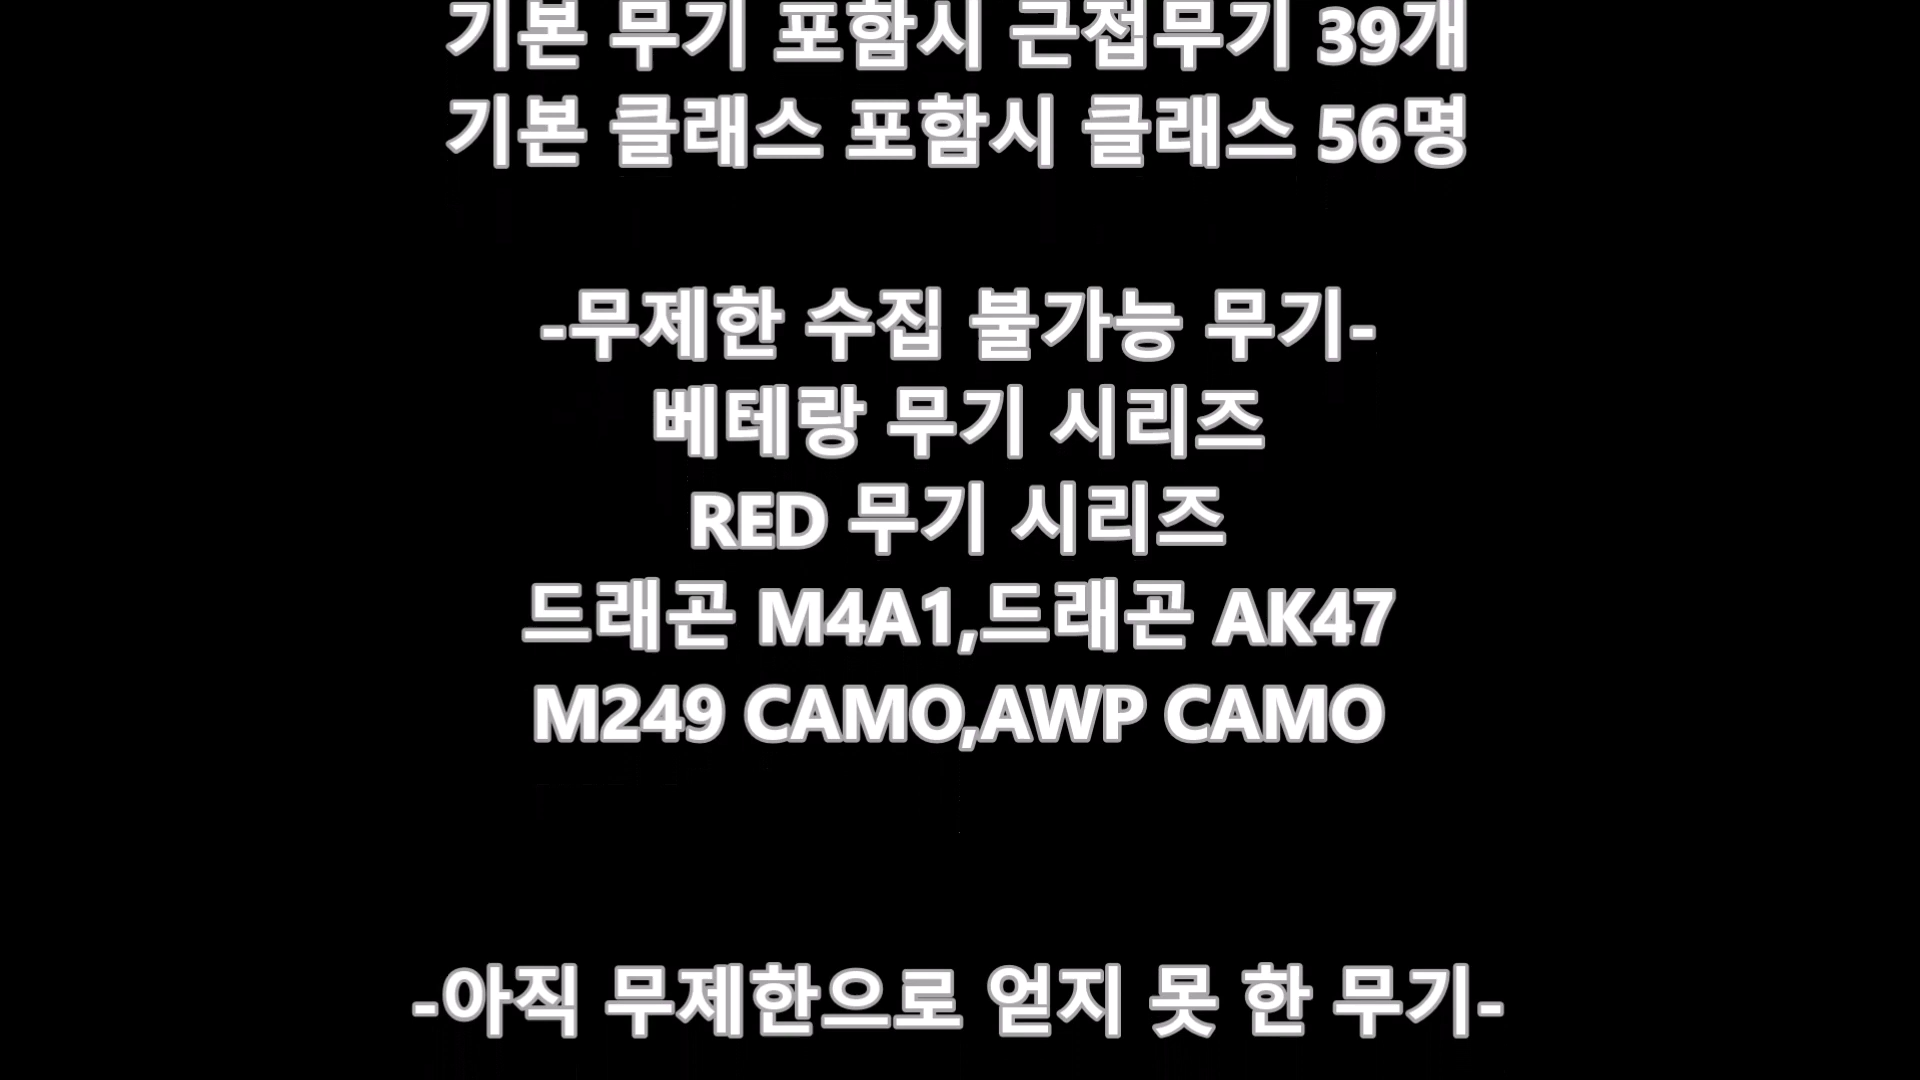 기본 무기 포함시 근접무기 39개
기본 클래스 포함시 클래스 56명
-무제한 수집 불가능 무기-
베테랑 무기 시리즈
RED 무기 시리즈
드래곤 M4A1,드래곤 AK47
M249 CAMO,AWP CAMO
-아직 무제한으로 얻지 못 한 무기-